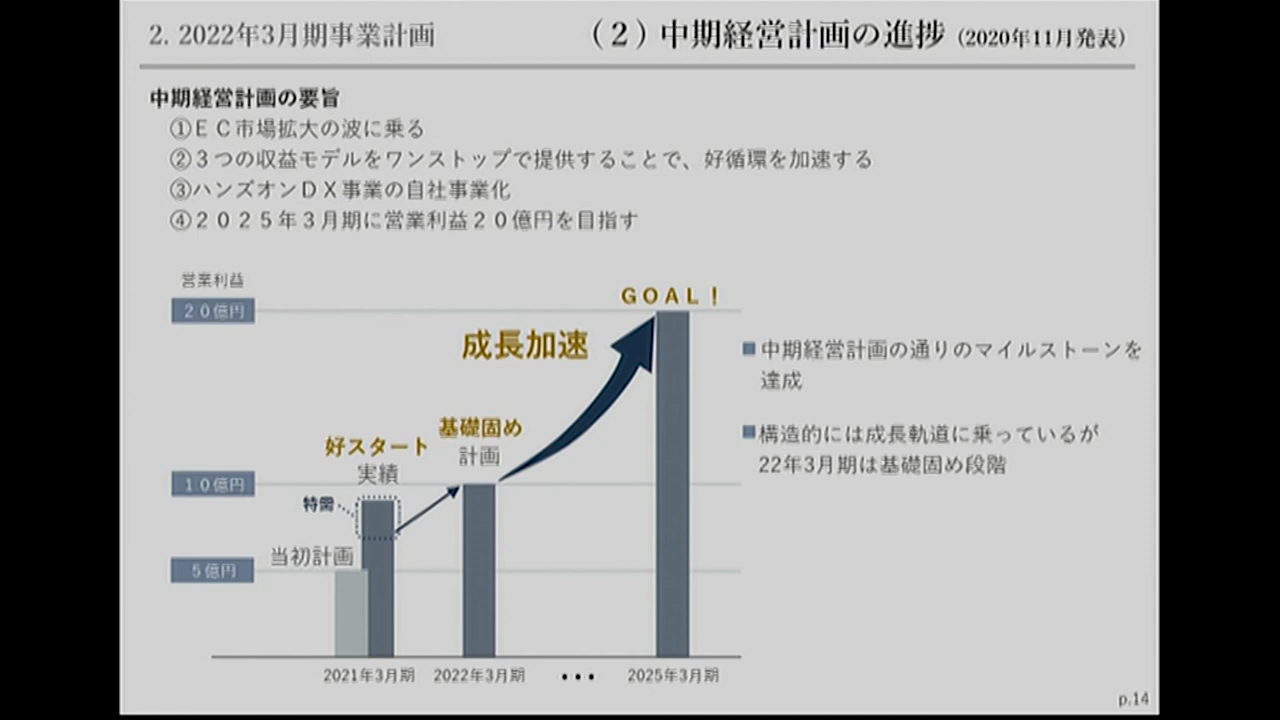 2. 2022年3月期事業計画
（２）中期経営計画の進捗（2020年11月発表）
中期経営計画の要旨
①ＥＣ市場拡大の波に乗る
②３つの収益モデルをワンストップで提供することで、好循環を加速する
③ハンズオンＤＸ事業の自社事業化
④２０２５年３月期に営業利益２０億円を目指す
営業利益
２０億円
ＧＯＡＬ！
成長加速
中期経営計画の通りのマイルストーンを
達成
基礎固め
計画
好スタート
実績
構造的には成長軌道に乗っているが
22年3月期は基礎固め段階
１０億円
特需
当初計画
５億円
2021年3月期
2022年3月期
•••
2025年3月期
p.14